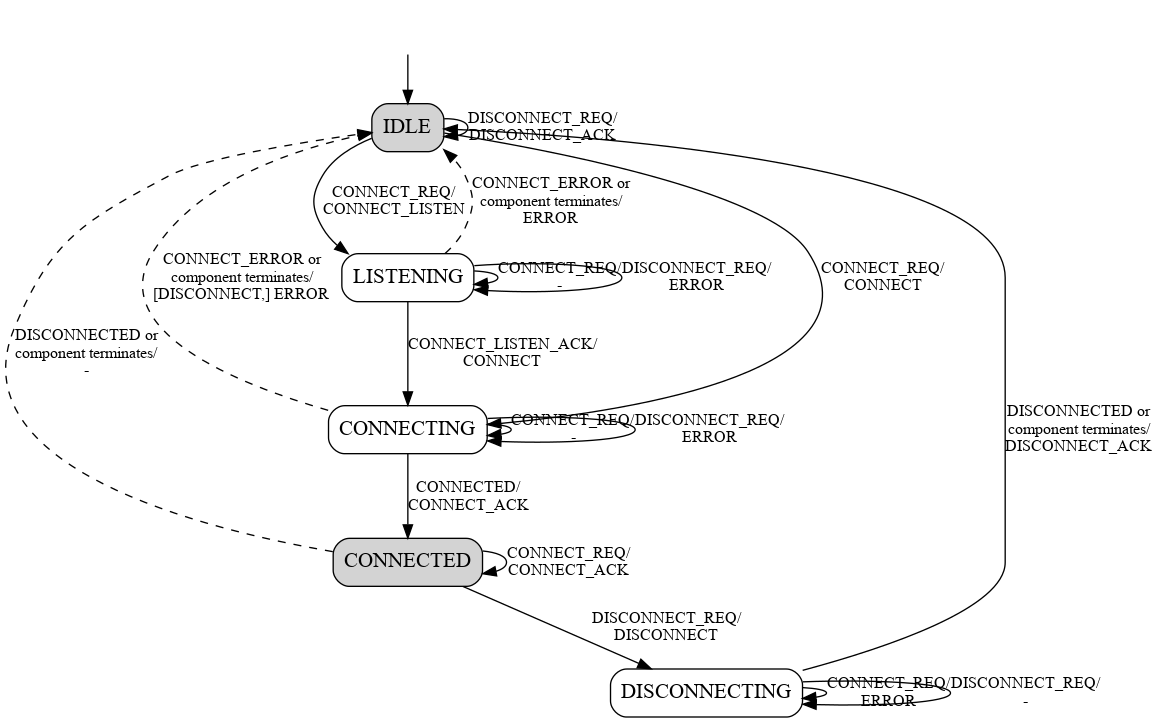 IDLE
DISCONNECT_REQ/
DISCONNECT_ACK
CONNECT_REQ/
CONNECT_LISTEN
CONNECT_ERROR or
component terminates/
ERROR
CONNECT_ERROR or
component terminates/
[DISCONNECT,] ERROR
LISTENING
CONNECT_REQ/
-
DISCONNECT_REQ/
ERROR
CONNECT_REQ/
CONNECT
DISCONNECTED or
component terminates/
-
CONNECT_LISTEN_ACK/
CONNECT
CONNECTING
CONNECT_REQ/
-
DISCONNECT_REQ/
ERROR
DISCONNECTED or
component terminates/
DISCONNECT_ACK
CONNECTED/
CONNECT_ACK
CONNECTED
CONNECT_REQ/
CONNECT_ACK
DISCONNECT_REQ/
DISCONNECT
DISCONNECTING
CONNECT_REQ/
ERROR
DISCONNECT_REQ/
-